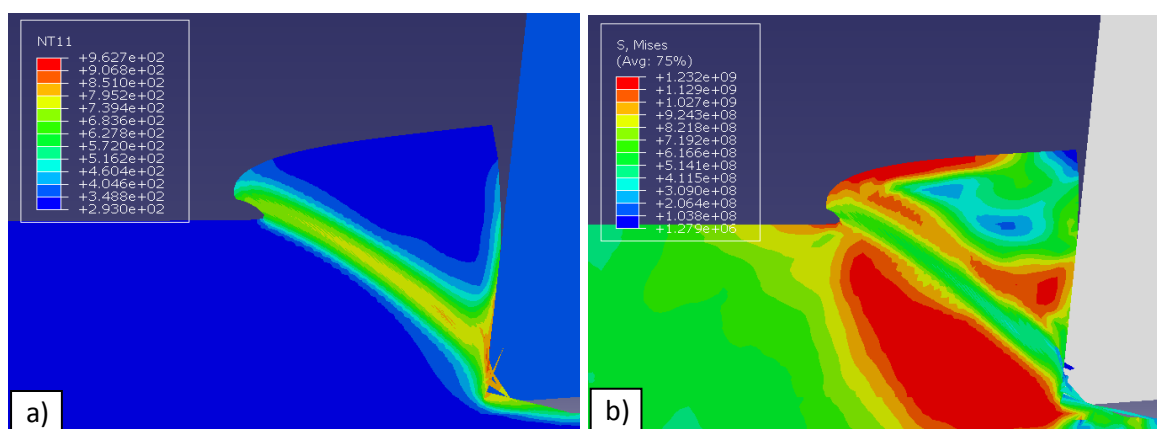 NT11
+9.627e+02
+9.068e+02
+8.510e+02
+7.952e+02
+7.394e+02
+6.836e+02
+6.278e+02
+5.720e+02
+5.162e+02
+4.604e+02
+4.046e+02
+3.488e+02
+2.930e+02
a)
S, Mises
(Avg: 75%)
+1.232e+09
+1.129e+09
+1.027e+09
+9.243e+08
+8.218e+08
+7.192e+08
+6.166e+08
+5.141e+08
+4.115e+08
+3.090e+08
+2.064e+08
+1.038e+08
+1.279e+06
b)